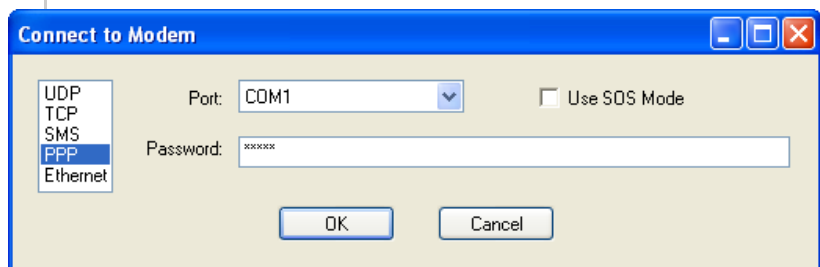 Connect to Modem
UDP
TCP
SMS
PPP
Ethernet
Port: COM1
Use SOS Mode
Password: *****
OK
Cancel